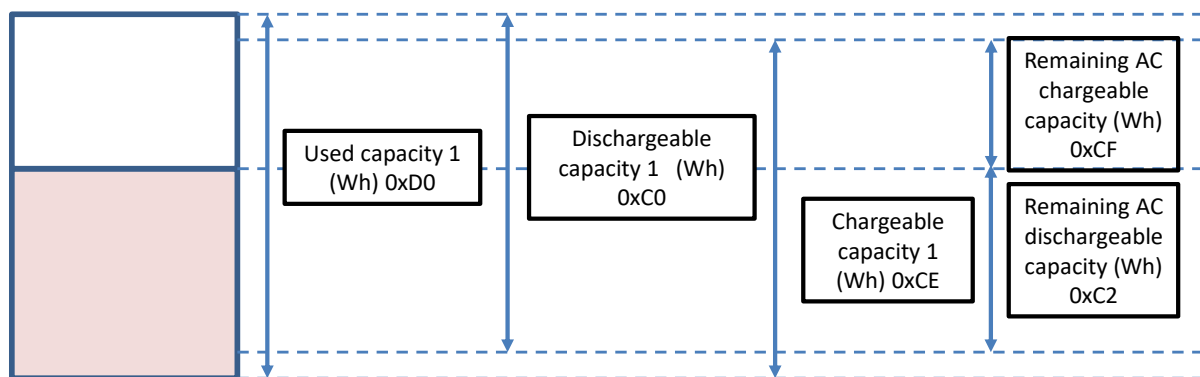 Used capacity 1
(Wh) 0xD0
Dischargeable
capacity 1 (Wh)
0xC0
Chargeable
capacity 1
(Wh) 0xCE
Remaining AC
chargeable
capacity (Wh)
0xCF
Remaining AC
dischargeable
capacity (Wh)
0xC2